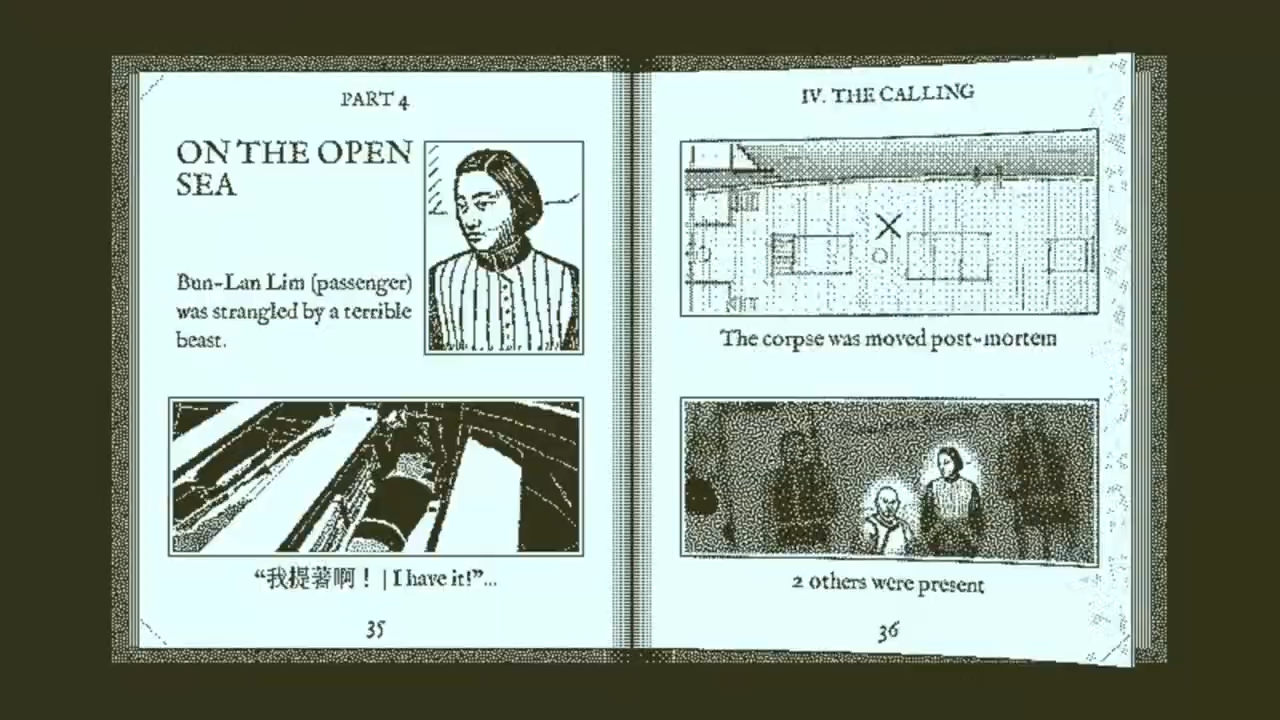 PART 4
ON THE OPEN
SEA
Bun-Lan Lim (passenger)
was strangled by a terrible
beast.
“我提著啊！ | I have it!”...
35
IV. THE CALLING
The corpse was moved post-mortem
2 others were present
36